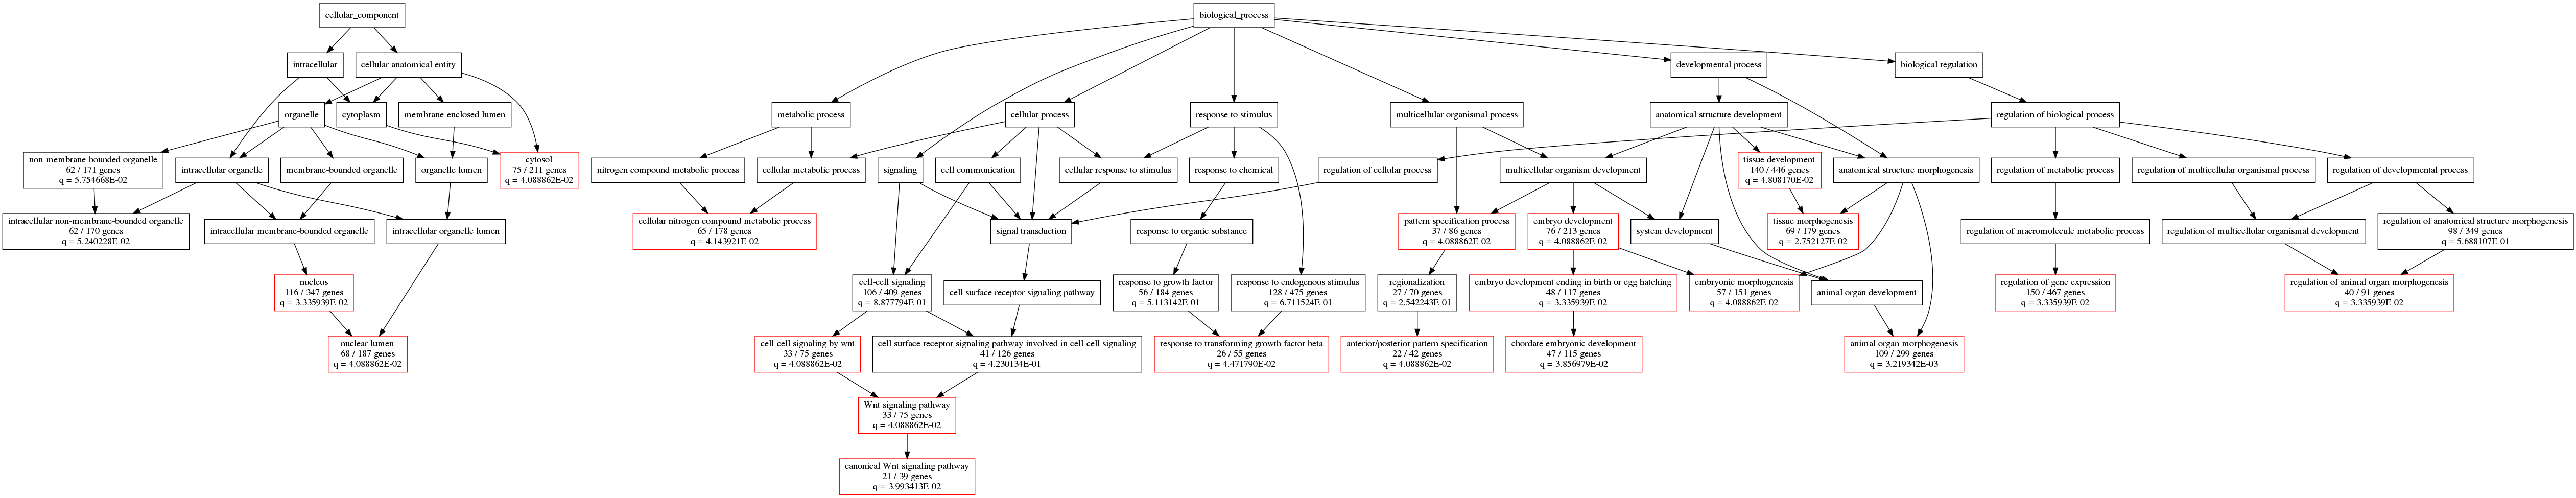 cellular_component
biological_process
intracellular
cellular anatomical entity
developmental process
biological regulation
organelle
cytoplasm
membrane-enclosed lumen
metabolic process
cellular process
response to stimulus
multicellular organismal process
anatomical structure development
regulation of biological process
non-membrane-bounded organelle
62 / 171 genes
q = 5.754668E-02
intracellular organelle
membrane-bounded organelle
organelle lumen
cytosol
75 / 211 genes
q = 4.088862E-02
nitrogen compound metabolic process
cellular metabolic process
signaling
cell communication
cellular response to stimulus
response to chemical
regulation of cellular process
multicellular organism development
tissue development
140 / 446 genes
q = 4.808170E-02
anatomical structure morphogenesis
regulation of metabolic process
regulation of multicellular organismal process
regulation of developmental process
intracellular non-membrane-bounded organelle
62 / 170 genes
q = 5.240228E-02
intracellular membrane-bounded organelle
intracellular organelle lumen
cellular nitrogen compound metabolic process
65 / 178 genes
q = 4.143921E-02
signal transduction
response to organic substance
pattern specification process
37 / 86 genes
q = 4.088862E-02
embryo development
76 / 213 genes
q = 4.088862E-02
system development
tissue morphogenesis
69 / 179 genes
q = 2.752127E-02
regulation of macromolecule metabolic process
regulation of multicellular organismal development
regulation of anatomical structure morphogenesis
98 / 349 genes
q = 5.688107E-01
nucleus
116 / 347 genes
q = 3.335939E-02
cell-cell signaling
106 / 409 genes
q = 8.877794E-01
cell surface receptor signaling pathway
response to growth factor
56 / 184 genes
q = 5.113142E-01
response to endogenous stimulus
128 / 475 genes
q = 6.711524E-01
regionalization
27 / 70 genes
q = 2.542243E-01
embryo development ending in birth or egg hatching
48 / 117 genes
q = 3.335939E-02
embryonic morphogenesis
57 / 151 genes
q = 4.088862E-02
animal organ development
regulation of gene expression
150 / 467 genes
q = 3.335939E-02
regulation of animal organ morphogenesis
40 / 91 genes
q = 3.335939E-02
nuclear lumen
68 / 187 genes
q = 4.088862E-02
cell-cell signaling by wnt
33 / 75 genes
q = 4.088862E-02
cell surface receptor signaling pathway involved in cell-cell signaling
41 / 126 genes
q = 4.230134E-01
response to transforming growth factor beta
26 / 55 genes
q = 4.471790E-02
anterior/posterior pattern specification
22 / 42 genes
q = 4.088862E-02
chordate embryonic development
47 / 115 genes
q = 3.856979E-02
animal organ morphogenesis
109 / 299 genes
q = 3.219342E-03
Wnt signaling pathway
33 / 75 genes
q = 4.088862E-02
canonical Wnt signaling pathway
21 / 39 genes
q = 3.993413E-02